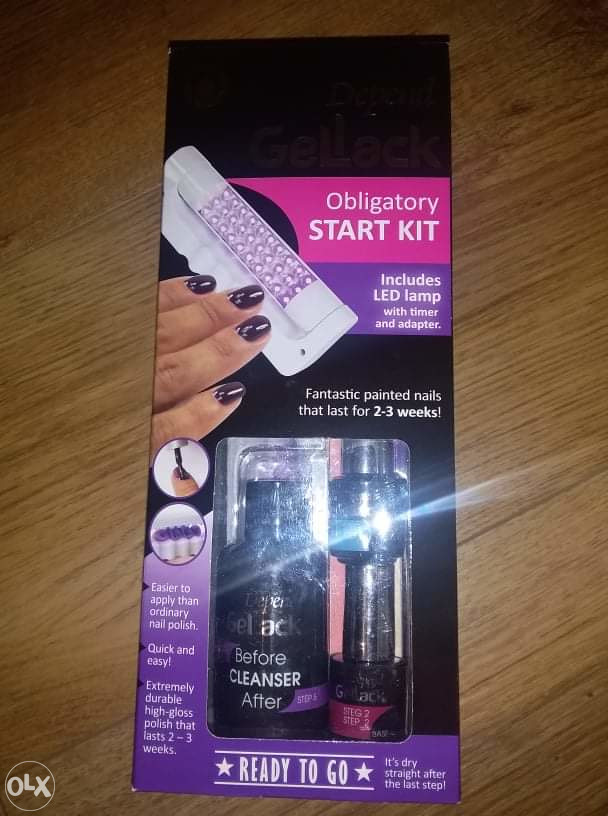 Depend
GelLack
Obligatory
START KIT
Includes
LED lamp
with timer
and adapter.
Fantastic painted nails
that last for 2-3 weeks!
Easier to
apply than
ordinary
nail polish.
Quick and
easy!
Extremely
durable
high-gloss
polish that
lasts 2 – 3
weeks.
Depend
GelLack
Before
CLEANSER
After
STEP 5
GelLack
STEG 2
STEP 2
BASE
★ READY TO GO ★
It's dry
straight after
the last step!
OLX